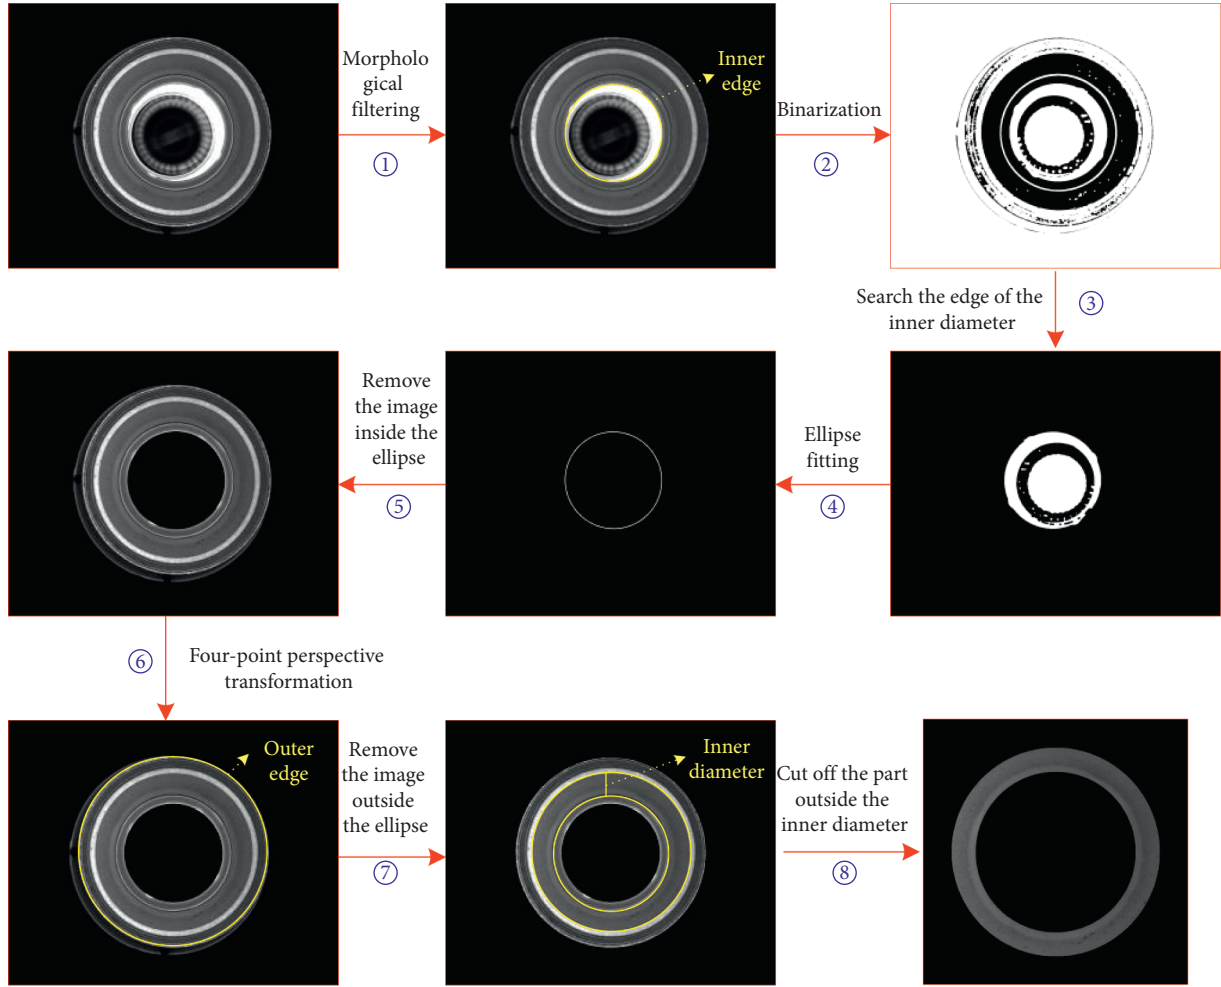 Morpholo
gical
filtering
①
Inner
edge
Binarization
②
Search the edge of the
inner diameter
③
Ellipse
fitting
④
Remove
the image
inside the
ellipse
⑤
⑥
Four-point perspective
transformation
Outer
edge
Remove
the image
outside
the ellipse
⑦
Inner
diameter
Cut off the part
outside the
inner diameter
⑧